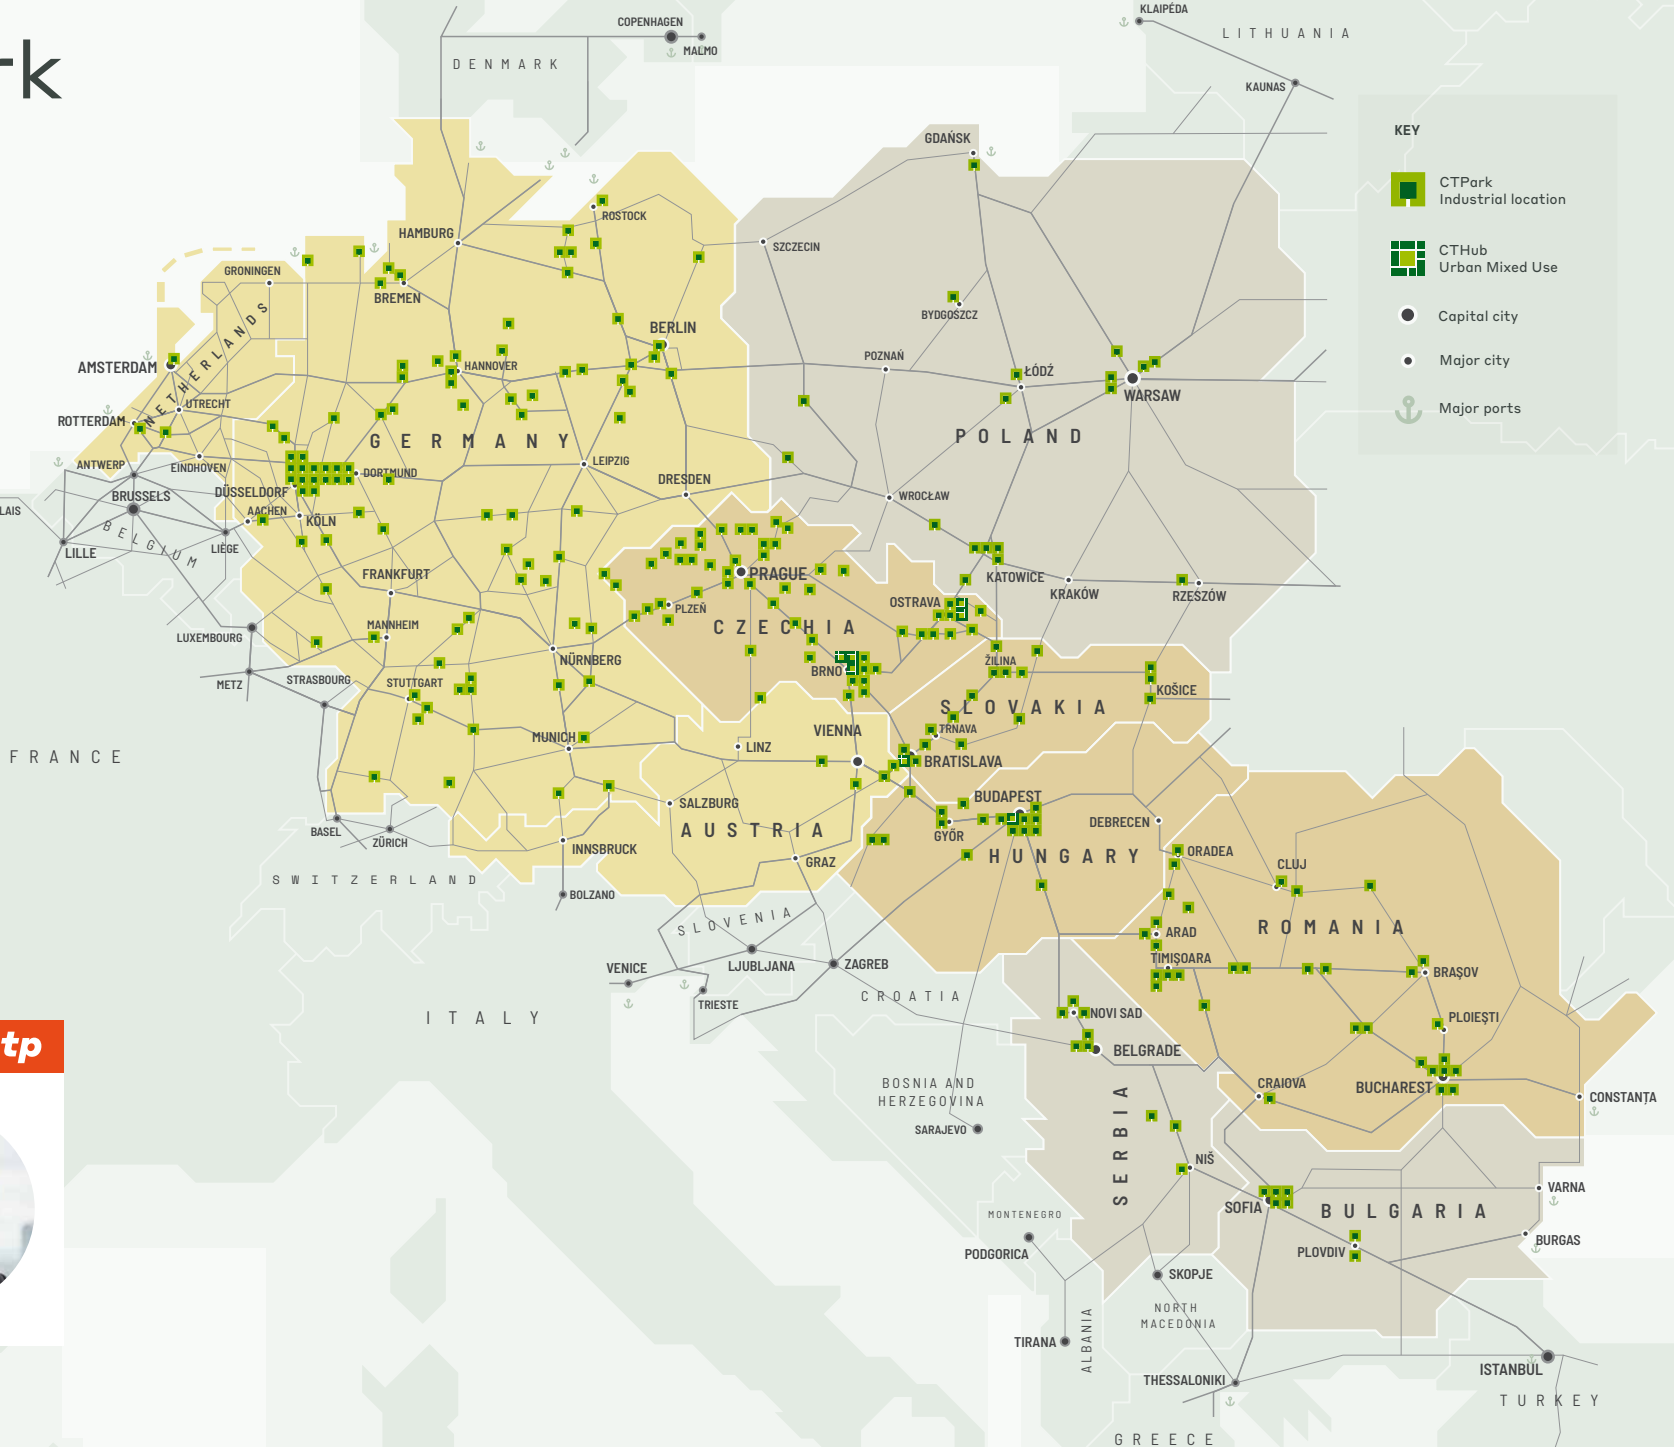 rk
KLAIPĖDA
COPENHAGEN
LITHUANIA
MALMO
DENMARK
KAUNAS
KEY
GDAŃSK
CTPark
Industrial location
ROSTOCK
HAMBURG
SZCZECIN
CTHub
Urban Mixed Use
GRONINGEN
BREMEN
BYDGOSZCZ
Capital city
BERLIN
NETHERLANDS
POZNAŃ
Major city
AMSTERDAM
HANNOVER
ŁÓDŹ
WARSAW
UTRECHT
Major ports
ROTTERDAM
GERMANY
POLAND
ANTWERP
EINDHOVEN
LEIPZIG
DORTMUND
DRESDEN
BRUSSELS
DÜSSELDORF
WROCŁAW
LAIS
AACHEN
KÖLN
BELGIUM
LILLE
LIÈGE
FRANKFURT
PRAGUE
KATOWICE
KRAKÓW
RZESZÓW
OSTRAVA
PLZEŇ
MANNHEIM
CZECHIA
LUXEMBOURG
NÜRNBERG
ŽILINA
BRNO
METZ
STRASBOURG
STUTTGART
KOŠICE
SLOVAKIA
VIENNA
TRNAVA
MUNICH
LINZ
FRANCE
BRATISLAVA
SALZBURG
BUDAPEST
BASEL
ZÜRICH
AUSTRIA
GYŐR
DEBRECEN
INNSBRUCK
HUNGARY
ORADEA
GRAZ
CLUJ
SWITZERLAND
BOLZANO
SLOVENIA
ROMANIA
ARAD
VENICE
LJUBLJANA
ZAGREB
TIMIŞOARA
BRAŞOV
TRIESTE
CROATIA
ITALY
NOVI SAD
PLOIEŞTI
tp
BELGRADE
BOSNIA AND
HERZEGOVINA
CRAIOVA
BUCHAREST
CONSTANŢA
SARAJEVO
SERBIA
NIŠ
VARNA
SOFIA
BULGARIA
MONTENEGRO
PODGORICA
PLOVDIV
BURGAS
SKOPJE
NORTH
MACEDONIA
TIRANA
ALBANIA
ISTANBUL
THESSALONIKI
TURKEY
GREECE